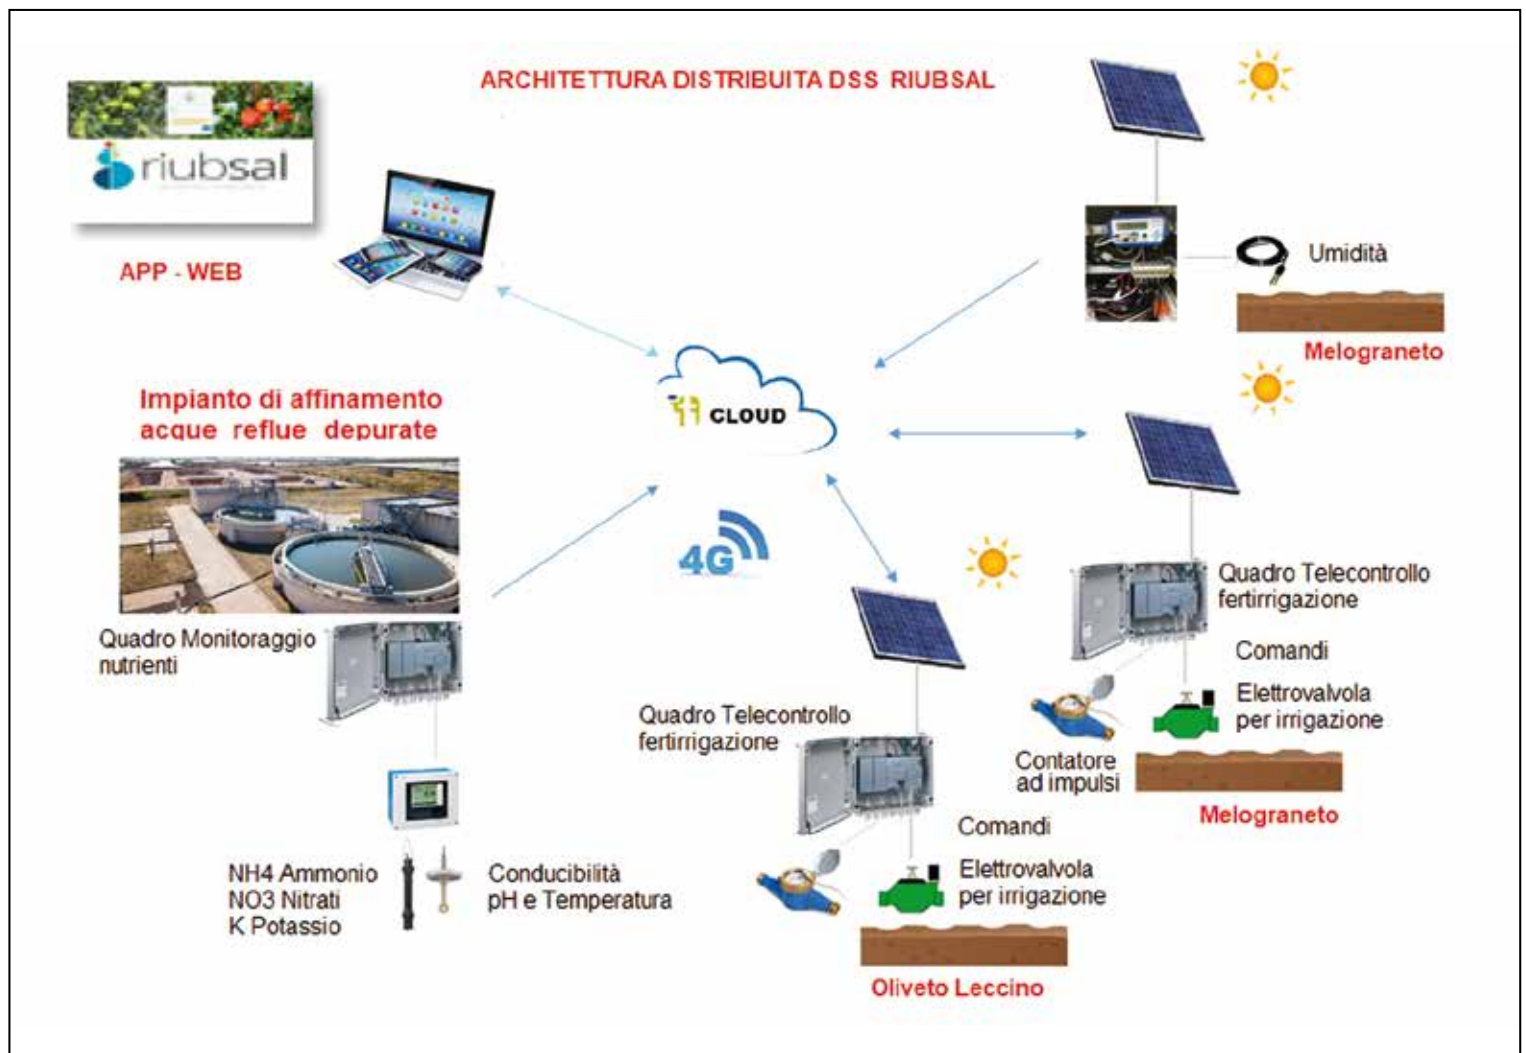 ARCHITETTURA DISTRIBUITA DSS RIUBSAL
riubsal
APP - WEB
Umidità
Melograneto
CLOUD
4G
Impianto di affinamento
acque reflue depurate
Quadro Monitoraggio
nutrienti
NH4 Ammonio
NO3 Nitrati
K Potassio
Conducibilità
pH e Temperatura
Quadro Telecontrollo
fertirrigazione
Comandi
Elettrovalvola
per irrigazione
Contatore
ad impulsi
Melograneto
Quadro Telecontrollo
fertirrigazione
Comandi
Elettrovalvola
per irrigazione
Oliveto Leccino